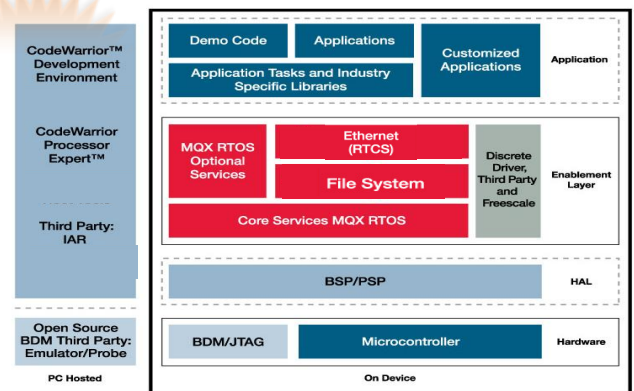 CodeWarrior™
Development
Environment
CodeWarrior
Processor
Expert™
Third Party:
IAR
Open Source
BDM Third Party:
Emulator/Probe
PC Hosted
Demo Code
Applications
Customized
Applications
Application Tasks and Industry
Specific Libraries
Application
MQX RTOS
Optional
Services
Ethernet
(RTCS)
File System
Core Services MQX RTOS
Discrete
Driver,
Third Party
and
Freescale
Enablement
Layer
BSP/PSP
HAL
BDM/JTAG
Microcontroller
Hardware
On Device